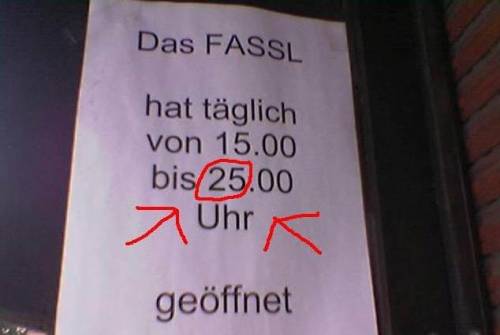 Das FASSL
hat täglich
von 15.00
bis 25.00
Uhr
geöffnet